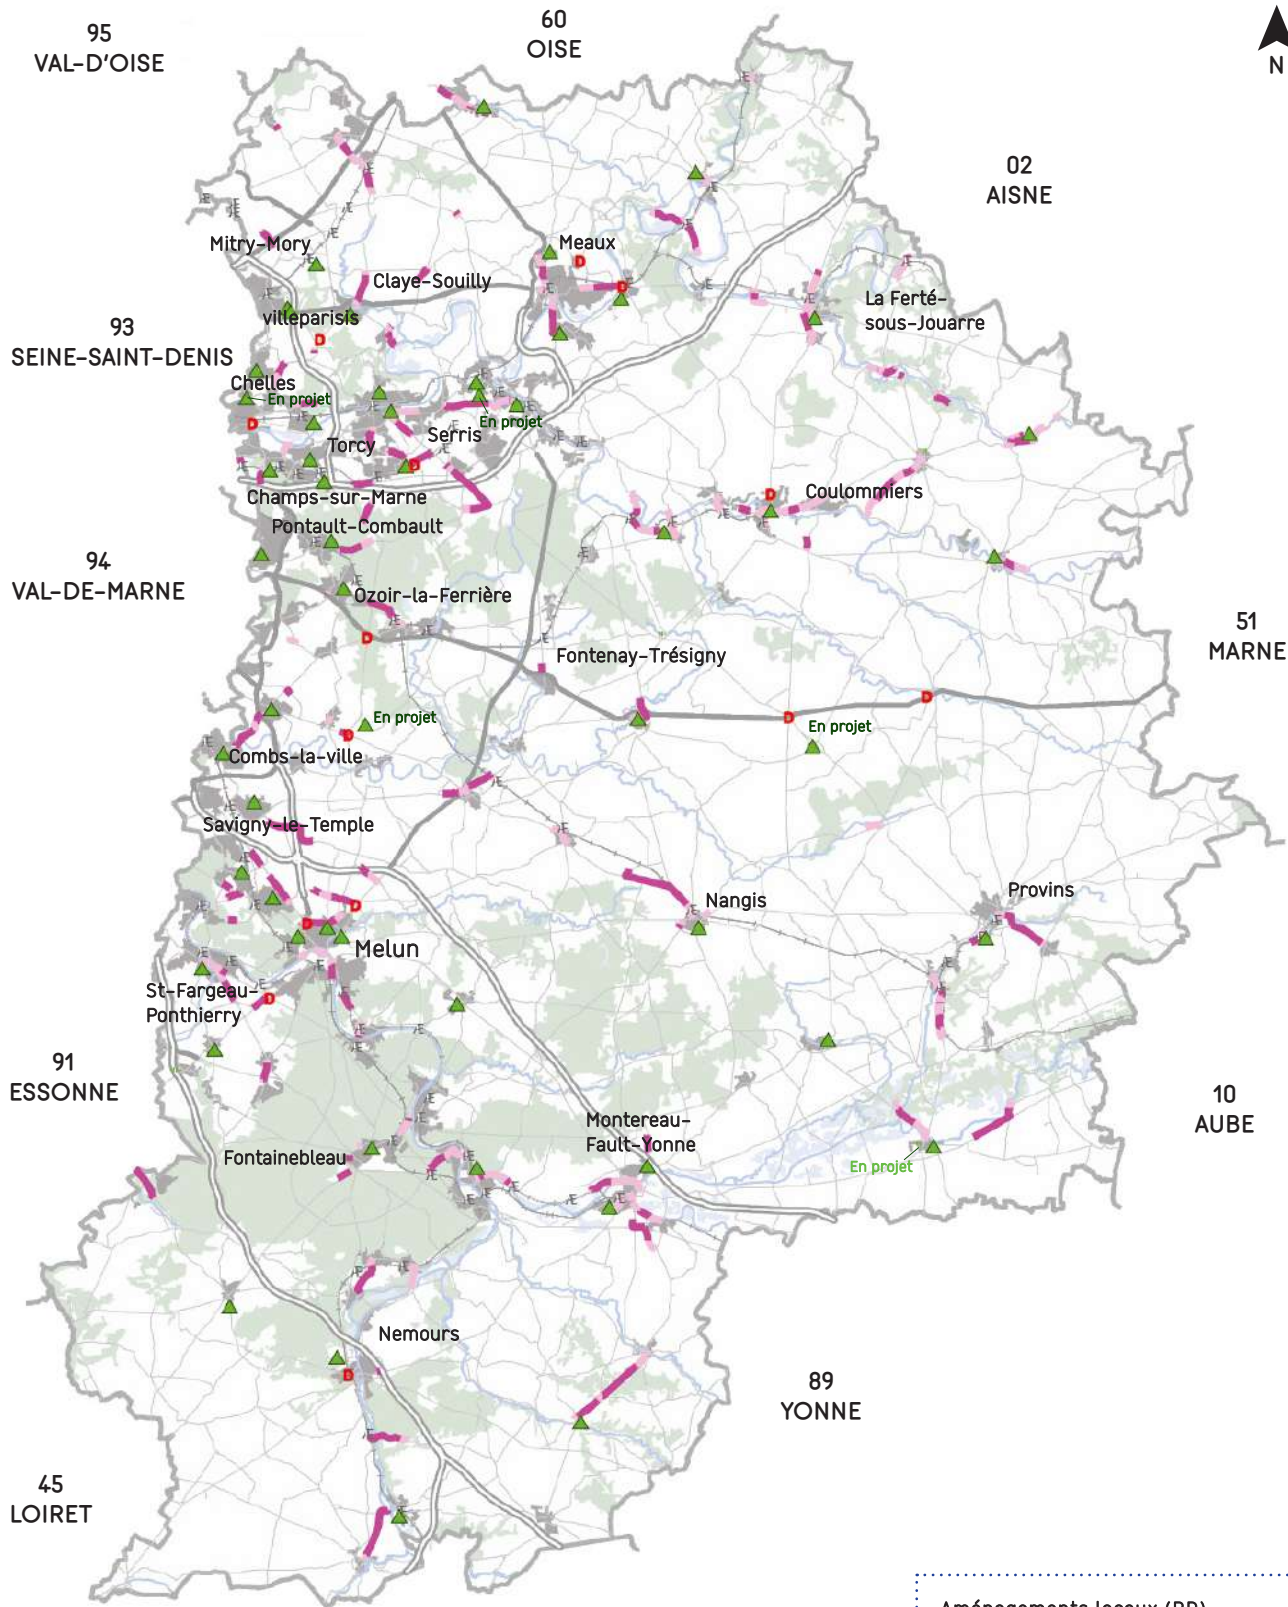 60
OISE
95
VAL-D'OISE
N
02
AISNE
Mitry-Mory
Meaux
Claye-Souilly
La Ferté-
sous-Jouarre
villeparisis
D
D
D
93
SEINE-SAINT-DENIS
Chelles
En projet
D
En projet
Serris
Torcy
D
Champs-sur-Marne
Coulommiers
D
Pontault-Combault
94
VAL-DE-MARNE
Ozoir-la-Ferrière
D
51
MARNE
Fontenay-Trésigny
D
D
En projet
En projet
D
Combs-la-ville
Savigny-le-Temple
Nangis
Provins
D
D
Melun
St-Fargeau-
Ponthierry
D
91
ESSONNE
10
AUBE
Montereau-
Fault-Yonne
Fontainebleau
En projet
Nemours
D
89
YONNE
45
LOIRET